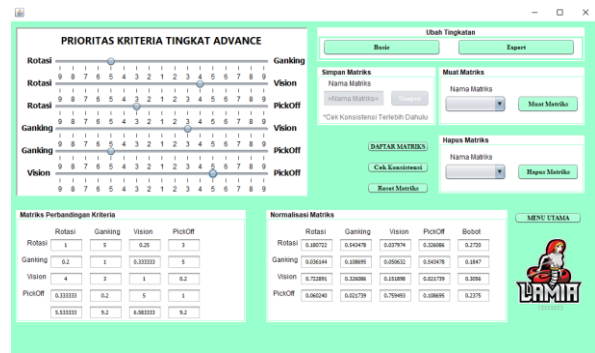 PRIORITAS KRITERIA TINGKAT ADVANCE
Rotasi Ganking
9 8 7 6 5 4 3 2 1 2 3 4 5 6 7 8 9
Rotasi Vision
9 8 7 6 5 4 3 2 1 2 3 4 5 6 7 8 9
Rotasi PickOff
9 8 7 6 5 4 3 2 1 2 3 4 5 6 7 8 9
Ganking Vision
9 8 7 6 5 4 3 2 1 2 3 4 5 6 7 8 9
Ganking PickOff
9 8 7 6 5 4 3 2 1 2 3 4 5 6 7 8 9
Vision PickOff
9 8 7 6 5 4 3 2 1 2 3 4 5 6 7 8 9
Ubah Tingkatan
Basic Expert
Simpan Matriks
Nama Matriks
<Nama Matriks> Simpan
*Cek Konsistensi Terlebih Dahulu
Muat Matriks
Nama Matriks
Muat Matriks
DAFTAR MATRIKS
Cek Konsistensi
Reset Matriks
Hapus Matriks
Nama Matriks
Hapus Matriks
Matriks Perbandingan Kriteria
Rotasi Ganking Vision PickOff
Rotasi 1 5 0.25 3
Ganking 0.2 1 0.333333 5
Vision 4 3 1 0.2
PickOff 0.333333 0.2 5 1
5.533333 9.2 6.583333 9.2
Normalisasi Matriks
Rotasi Ganking Vision PickOff Bobot
Rotasi 0.180722 0.543478 0.037974 0.326086 0.2720
Ganking 0.036144 0.108695 0.050632 0.543478 0.1847
Vision 0.722891 0.326086 0.151898 0.021739 0.3056
PickOff 0.060240 0.021739 0.759493 0.108695 0.2375
MENU UTAMA
LAMIA